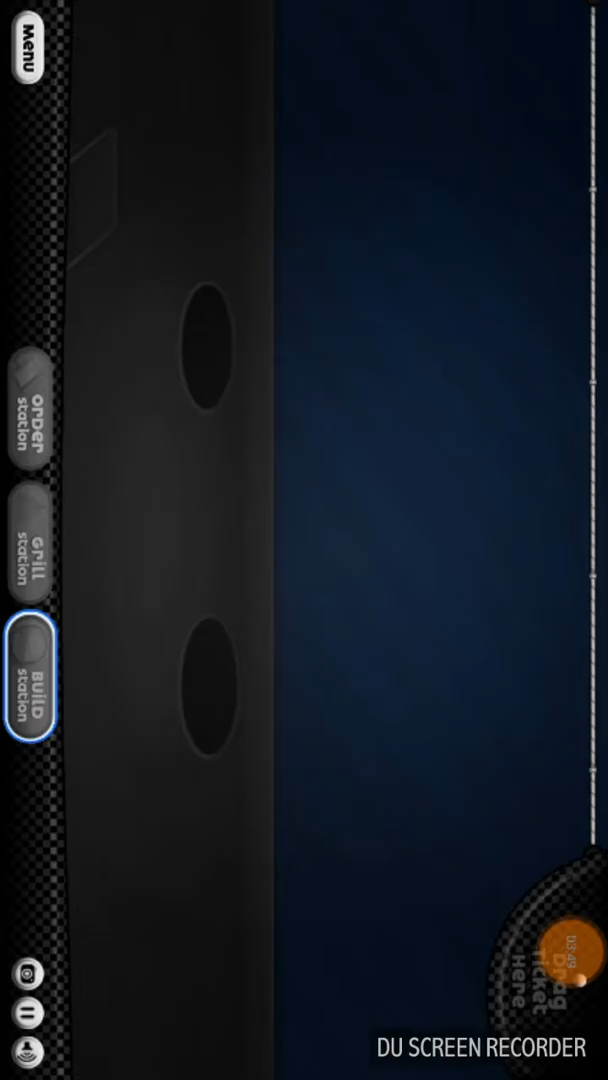 Menu
Order
station
Grill
station
Build
station
03:49
Drag
Ticket
Here
DU SCREEN RECORDER